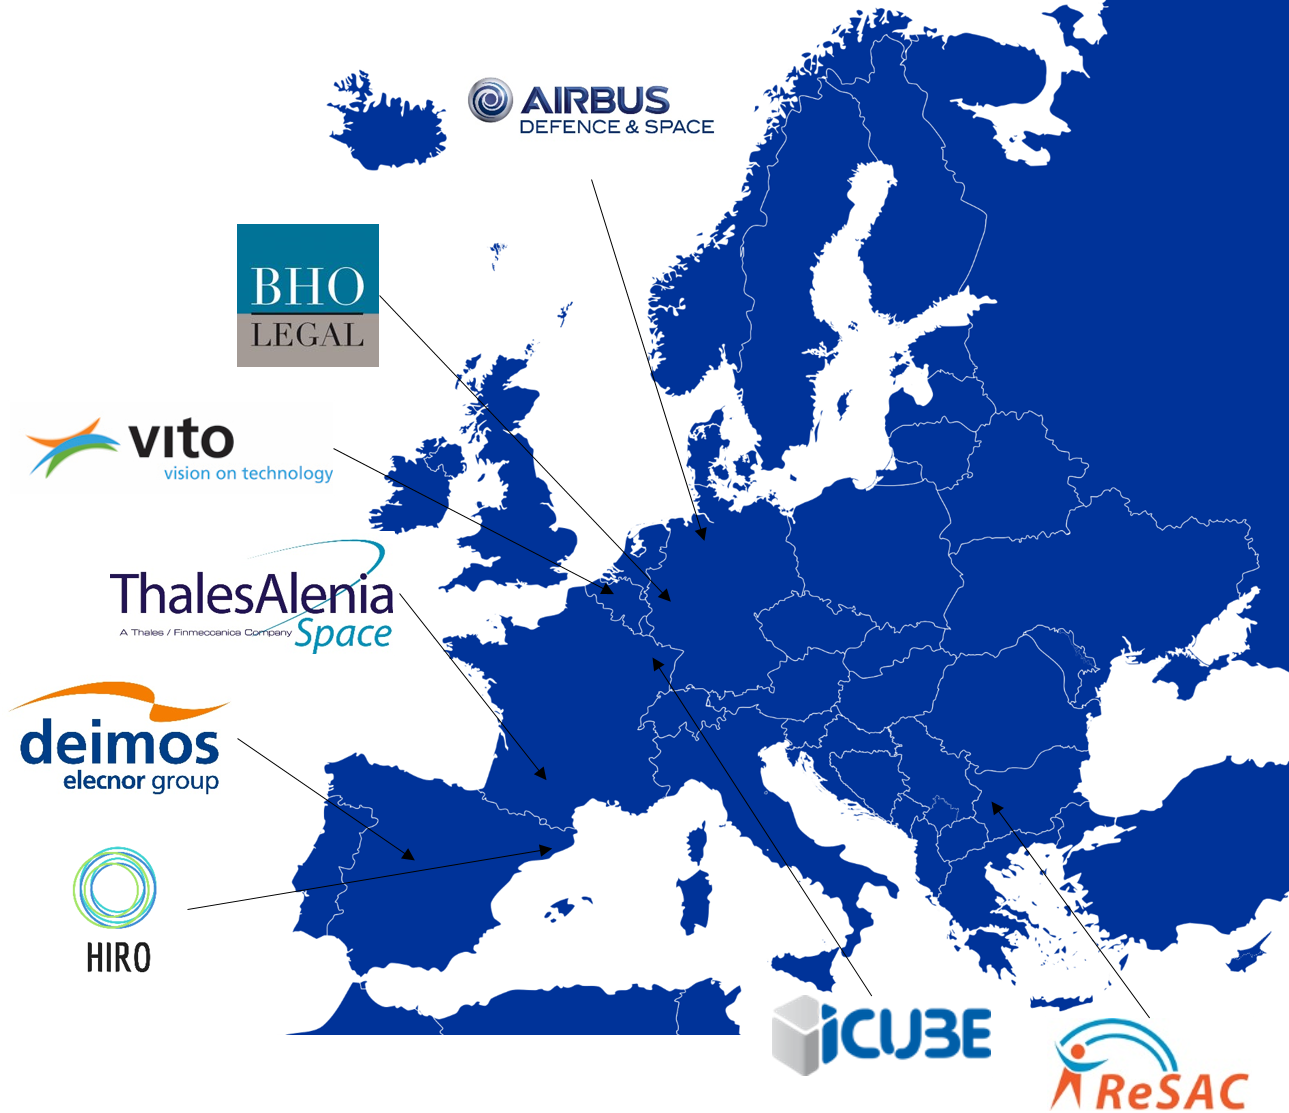 AIRBUS
DEFENCE & SPACE
BHO
LEGAL
vito
vision on technology
ThalesAlenia
A Thales / Finmeccanica Company
Space
deimos
elecnor group
HIRO
iCUBE
ReSAC